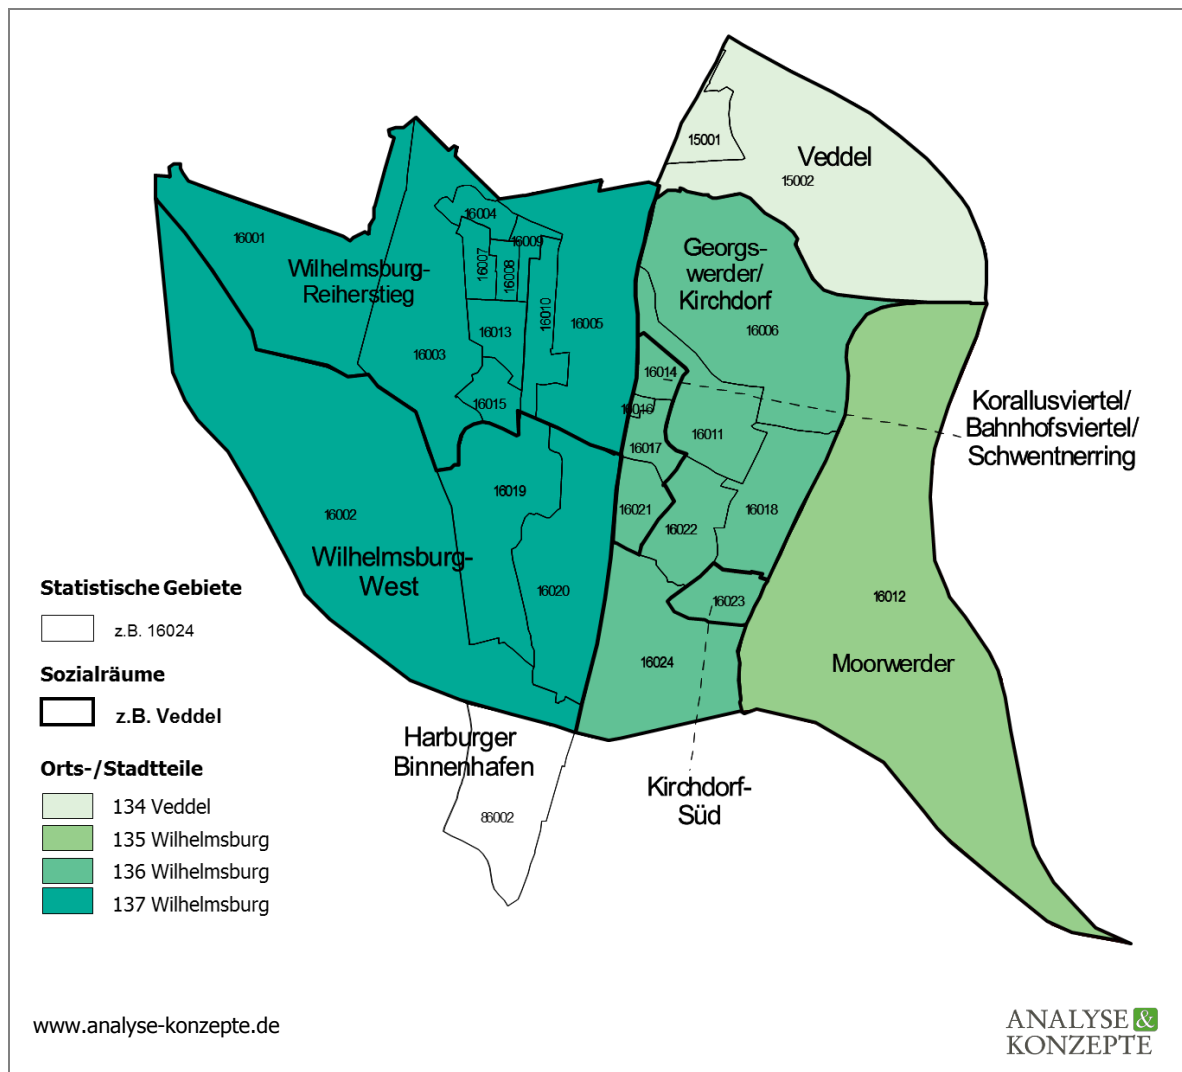 15001
Veddel
15002
16001
16004
16009
16007
16008
16010
Wilhelmsburg-
Reiherstieg
16013
16003
16005
16015
Georgs-
werder/
Kirchdorf
16006
16014
16016
16011
16017
Korallusviertel/
Bahnhofsviertel/
Schwentnerring
16019
16002
16021
16022
16018
Wilhelmsburg-
West
16020
16023
16012
16024
Moorwerder
Harburger
Binnenhafen
86002
Kirchdorf-
Süd
Statistische Gebiete
z.B. 16024
Sozialräume
z.B. Veddel
Orts-/Stadtteile
134 Veddel
135 Wilhelmsburg
136 Wilhelmsburg
137 Wilhelmsburg
www.analyse-konzepte.de
ANALYSE &
KONZEPTE